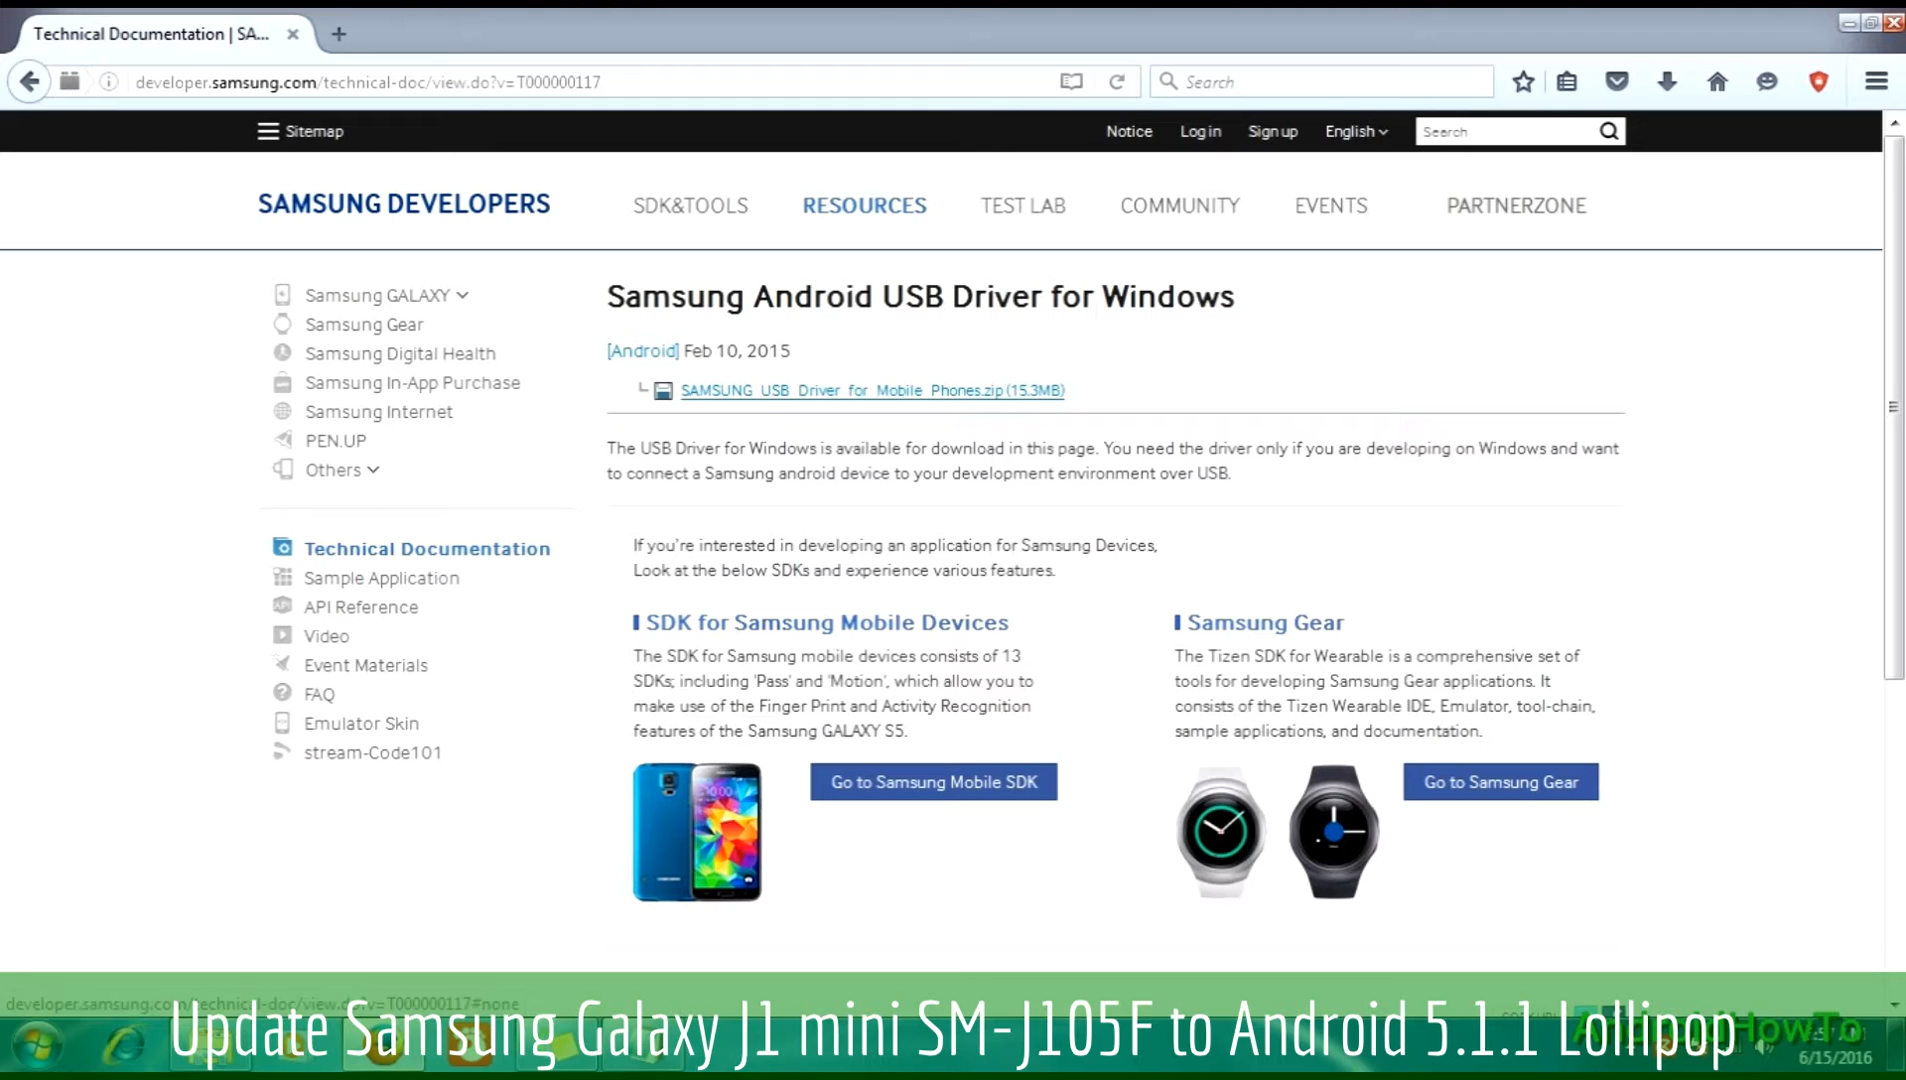 Technical Documentation | SA...
developer.samsung.com/technical-doc/view.do?v=T000000117
Search
Sitemap
Notice Log in Sign up English
Search
SAMSUNG DEVELOPERS
SDK&TOOLS RESOURCES TEST LAB COMMUNITY EVENTS PARTNERZONE
Samsung GALAXY
Samsung Gear
Samsung Digital Health
Samsung In-App Purchase
Samsung Internet
PEN.UP
Others
Technical Documentation
Sample Application
API Reference
Video
Event Materials
FAQ
Emulator Skin
stream-Code101
Samsung Android USB Driver for Windows
[Android] Feb 10, 2015
SAMSUNG_USB_Driver_for_Mobile_Phones.zip (15.3MB)
The USB Driver for Windows is available for download in this page. You need the driver only if you are developing on Windows and want
to connect a Samsung android device to your development environment over USB.
If you're interested in developing an application for Samsung Devices,
Look at the below SDKs and experience various features.
SDK for Samsung Mobile Devices
The SDK for Samsung mobile devices consists of 13
SDKs; including 'Pass' and 'Motion', which allow you to
make use of the Finger Print and Activity Recognition
features of the Samsung GALAXY S5.
Go to Samsung Mobile SDK
Samsung Gear
The Tizen SDK for Wearable is a comprehensive set of
tools for developing Samsung Gear applications. It
consists of the Tizen Wearable IDE, Emulator, tool-chain,
sample applications, and documentation.
Go to Samsung Gear
developer.samsung.com/technical-doc/view.do?v=T000000117#none
Update Samsung Galaxy J1 mini SM-J105F to Android 5.1.1 Lollipop
AndroidHowTo
6/15/2016